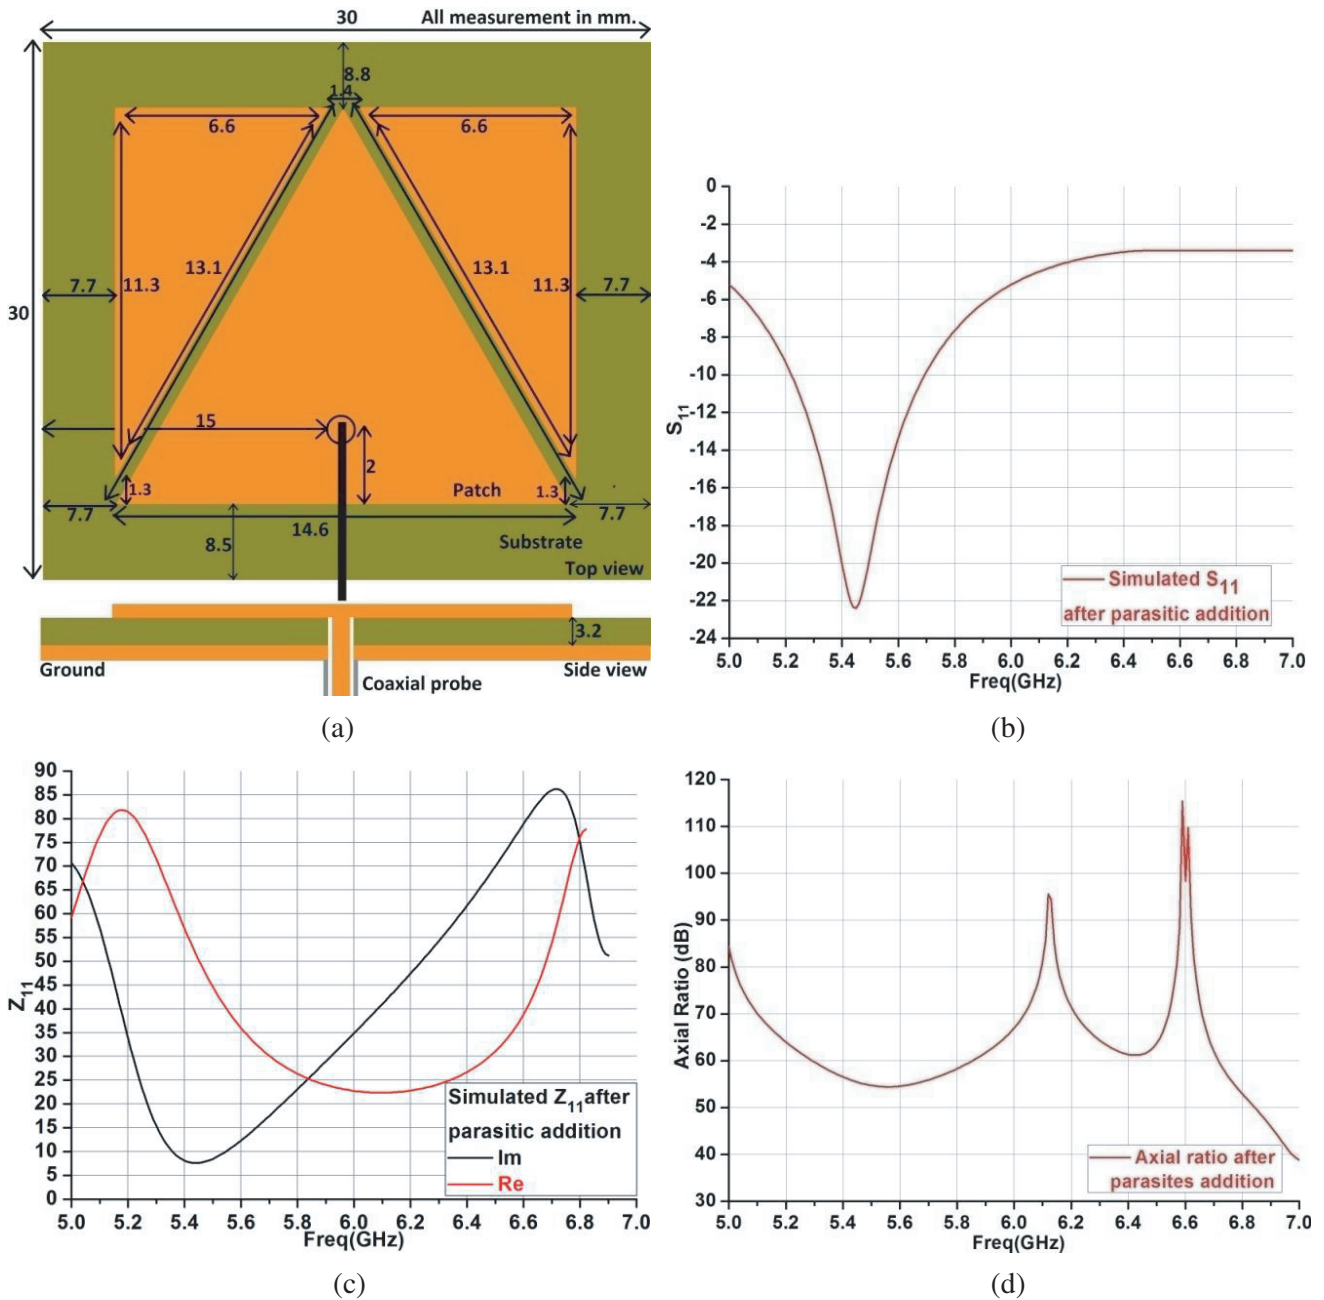 30 All measurement in mm.
8.8
1.4
6.6 6.6
13.1 13.1
7.7 11.3 11.3 7.7
30
15
2
1.3 Patch 1.3
7.7 7.7
14.6
8.5 Substrate
Top view
3.2
Ground Side view
Coaxial probe
(a)
0
-2
-4
-6
-8
-10
-12
-14
-16
-18
-20
-22
-24
S11
Simulated S11
after parasitic addition
5.0 5.2 5.4 5.6 5.8 6.0 6.2 6.4 6.6 6.8 7.0
Freq(GHz)
(b)
90
85
80
75
70
65
60
55
50
45
40
35
30
25
20
15
10
5
0
Z11
Simulated Z11after
parasitic addition
Im
Re
5.0 5.2 5.4 5.6 5.8 6.0 6.2 6.4 6.6 6.8 7.0
Freq(GHz)
(c)
120
110
100
90
80
70
60
50
40
30
Axial Ratio (dB)
Axial ratio after
parasites addition
5.0 5.2 5.4 5.6 5.8 6.0 6.2 6.4 6.6 6.8 7.0
Freq(GHz)
(d)